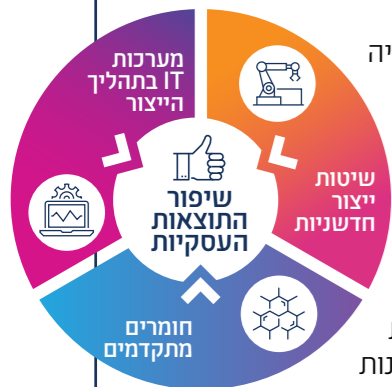 מערכות
IT בתהליך
הייצור
שיטות
ייצור
חדשניות
שיפור
התוצאות
העסקיות
חומרים
מתקדמים